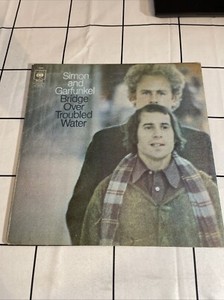 Simon
and
Garfunkel
Bridge
Over
Troubled
Water